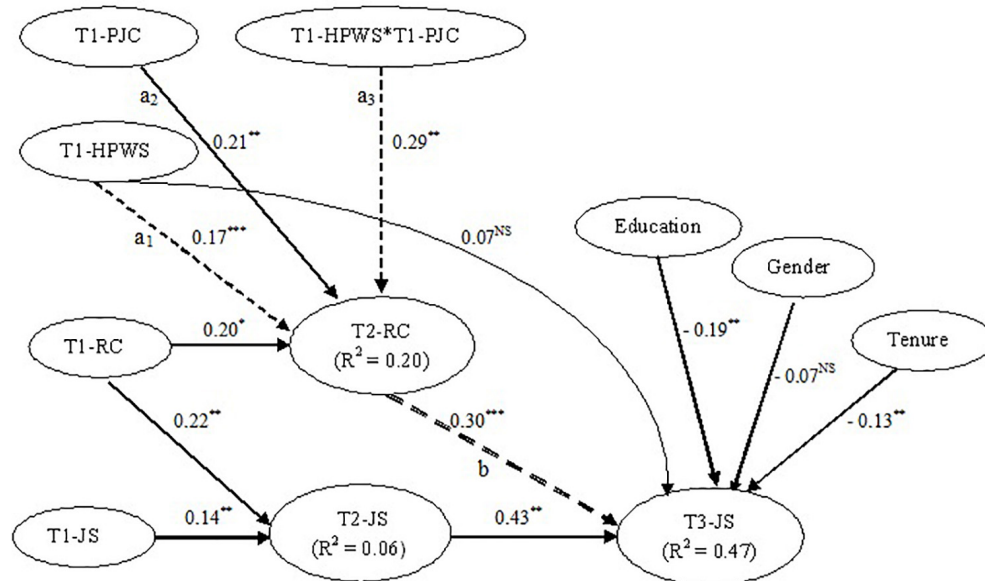 T1-PJC
T1-HPWS*T1-PJC
a₂
a₃
0.21**
0.29**
T1-HPWS
a₁
0.17***
0.07ᴺˢ
Education
Gender
Tenure
- 0.19**
- 0.07ᴺˢ
- 0.13**
T1-RC
0.20*
T2-RC
(R² = 0.20)
0.22**
0.30***
b
T1-JS
0.14**
T2-JS
(R² = 0.06)
0.43**
T3-JS
(R² = 0.47)